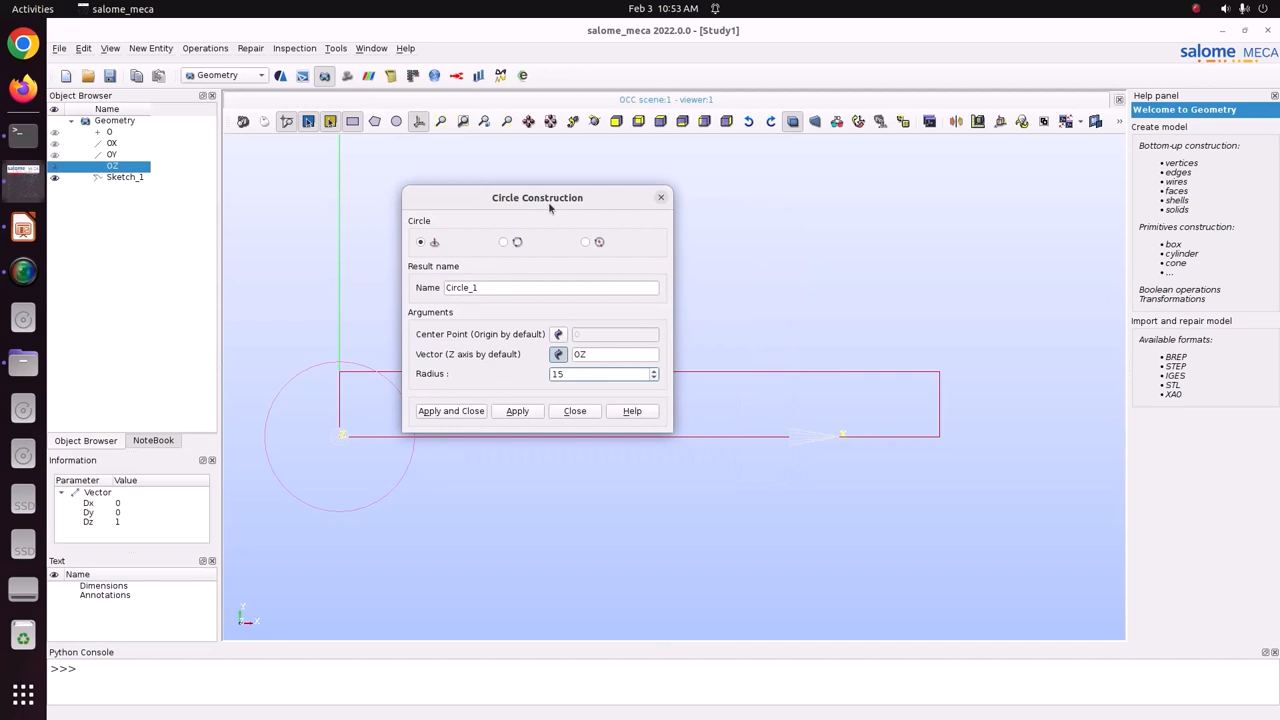 Activities
salome_meca
Feb 3 10:53 AM
salome_meca 2022.0.0 - [Study1]
File Edit View New Entity Operations Repair Inspection Tools Window Help
salome MECA
Geometry
Object Browser
OCC scene:1 - viewer:1
Help panel
Name
Geometry
O
OX
OY
OZ
Sketch_1
Welcome to Geometry
Create model
Bottom-up construction:
• vertices
• edges
• wires
• faces
• shells
• solids
Primitives construction:
• box
• cylinder
• cone
• ...
Boolean operations
Transformations
Import and repair model
Available formats:
• BREP
• STEP
• IGES
• STL
• XAO
Circle Construction
Circle
Result name
Name Circle_1
Arguments
Center Point (Origin by default) O
Vector (Z axis by default) OZ
Radius : 15
Apply and Close Apply Close Help
Object Browser NoteBook
Information
Parameter Value
Vector
Dx 0
Dy 0
Dz 1
Text
Name
Dimensions
Annotations
Y
X
Python Console
>>>